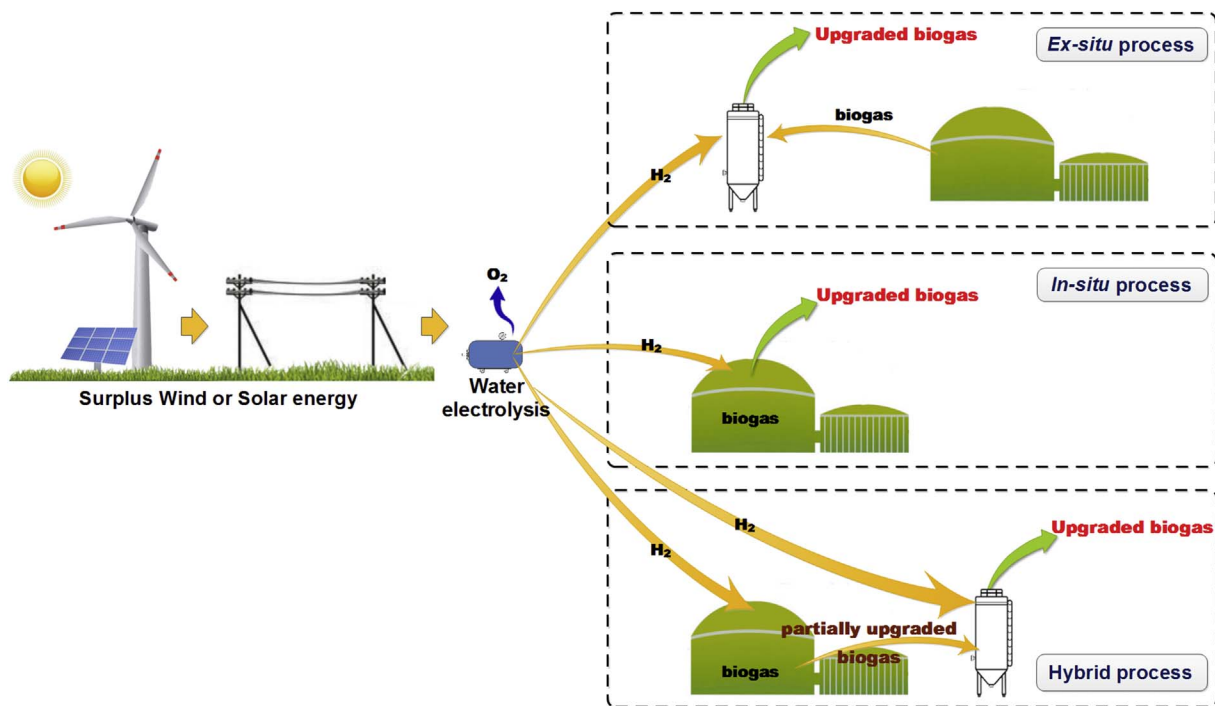 Surplus Wind or Solar energy
O₂
Water
electrolysis
H₂
Upgraded biogas
Ex-situ process
biogas
H₂
Upgraded biogas
In-situ process
biogas
H₂
H₂
Upgraded biogas
partially upgraded
biogas
biogas
Hybrid process